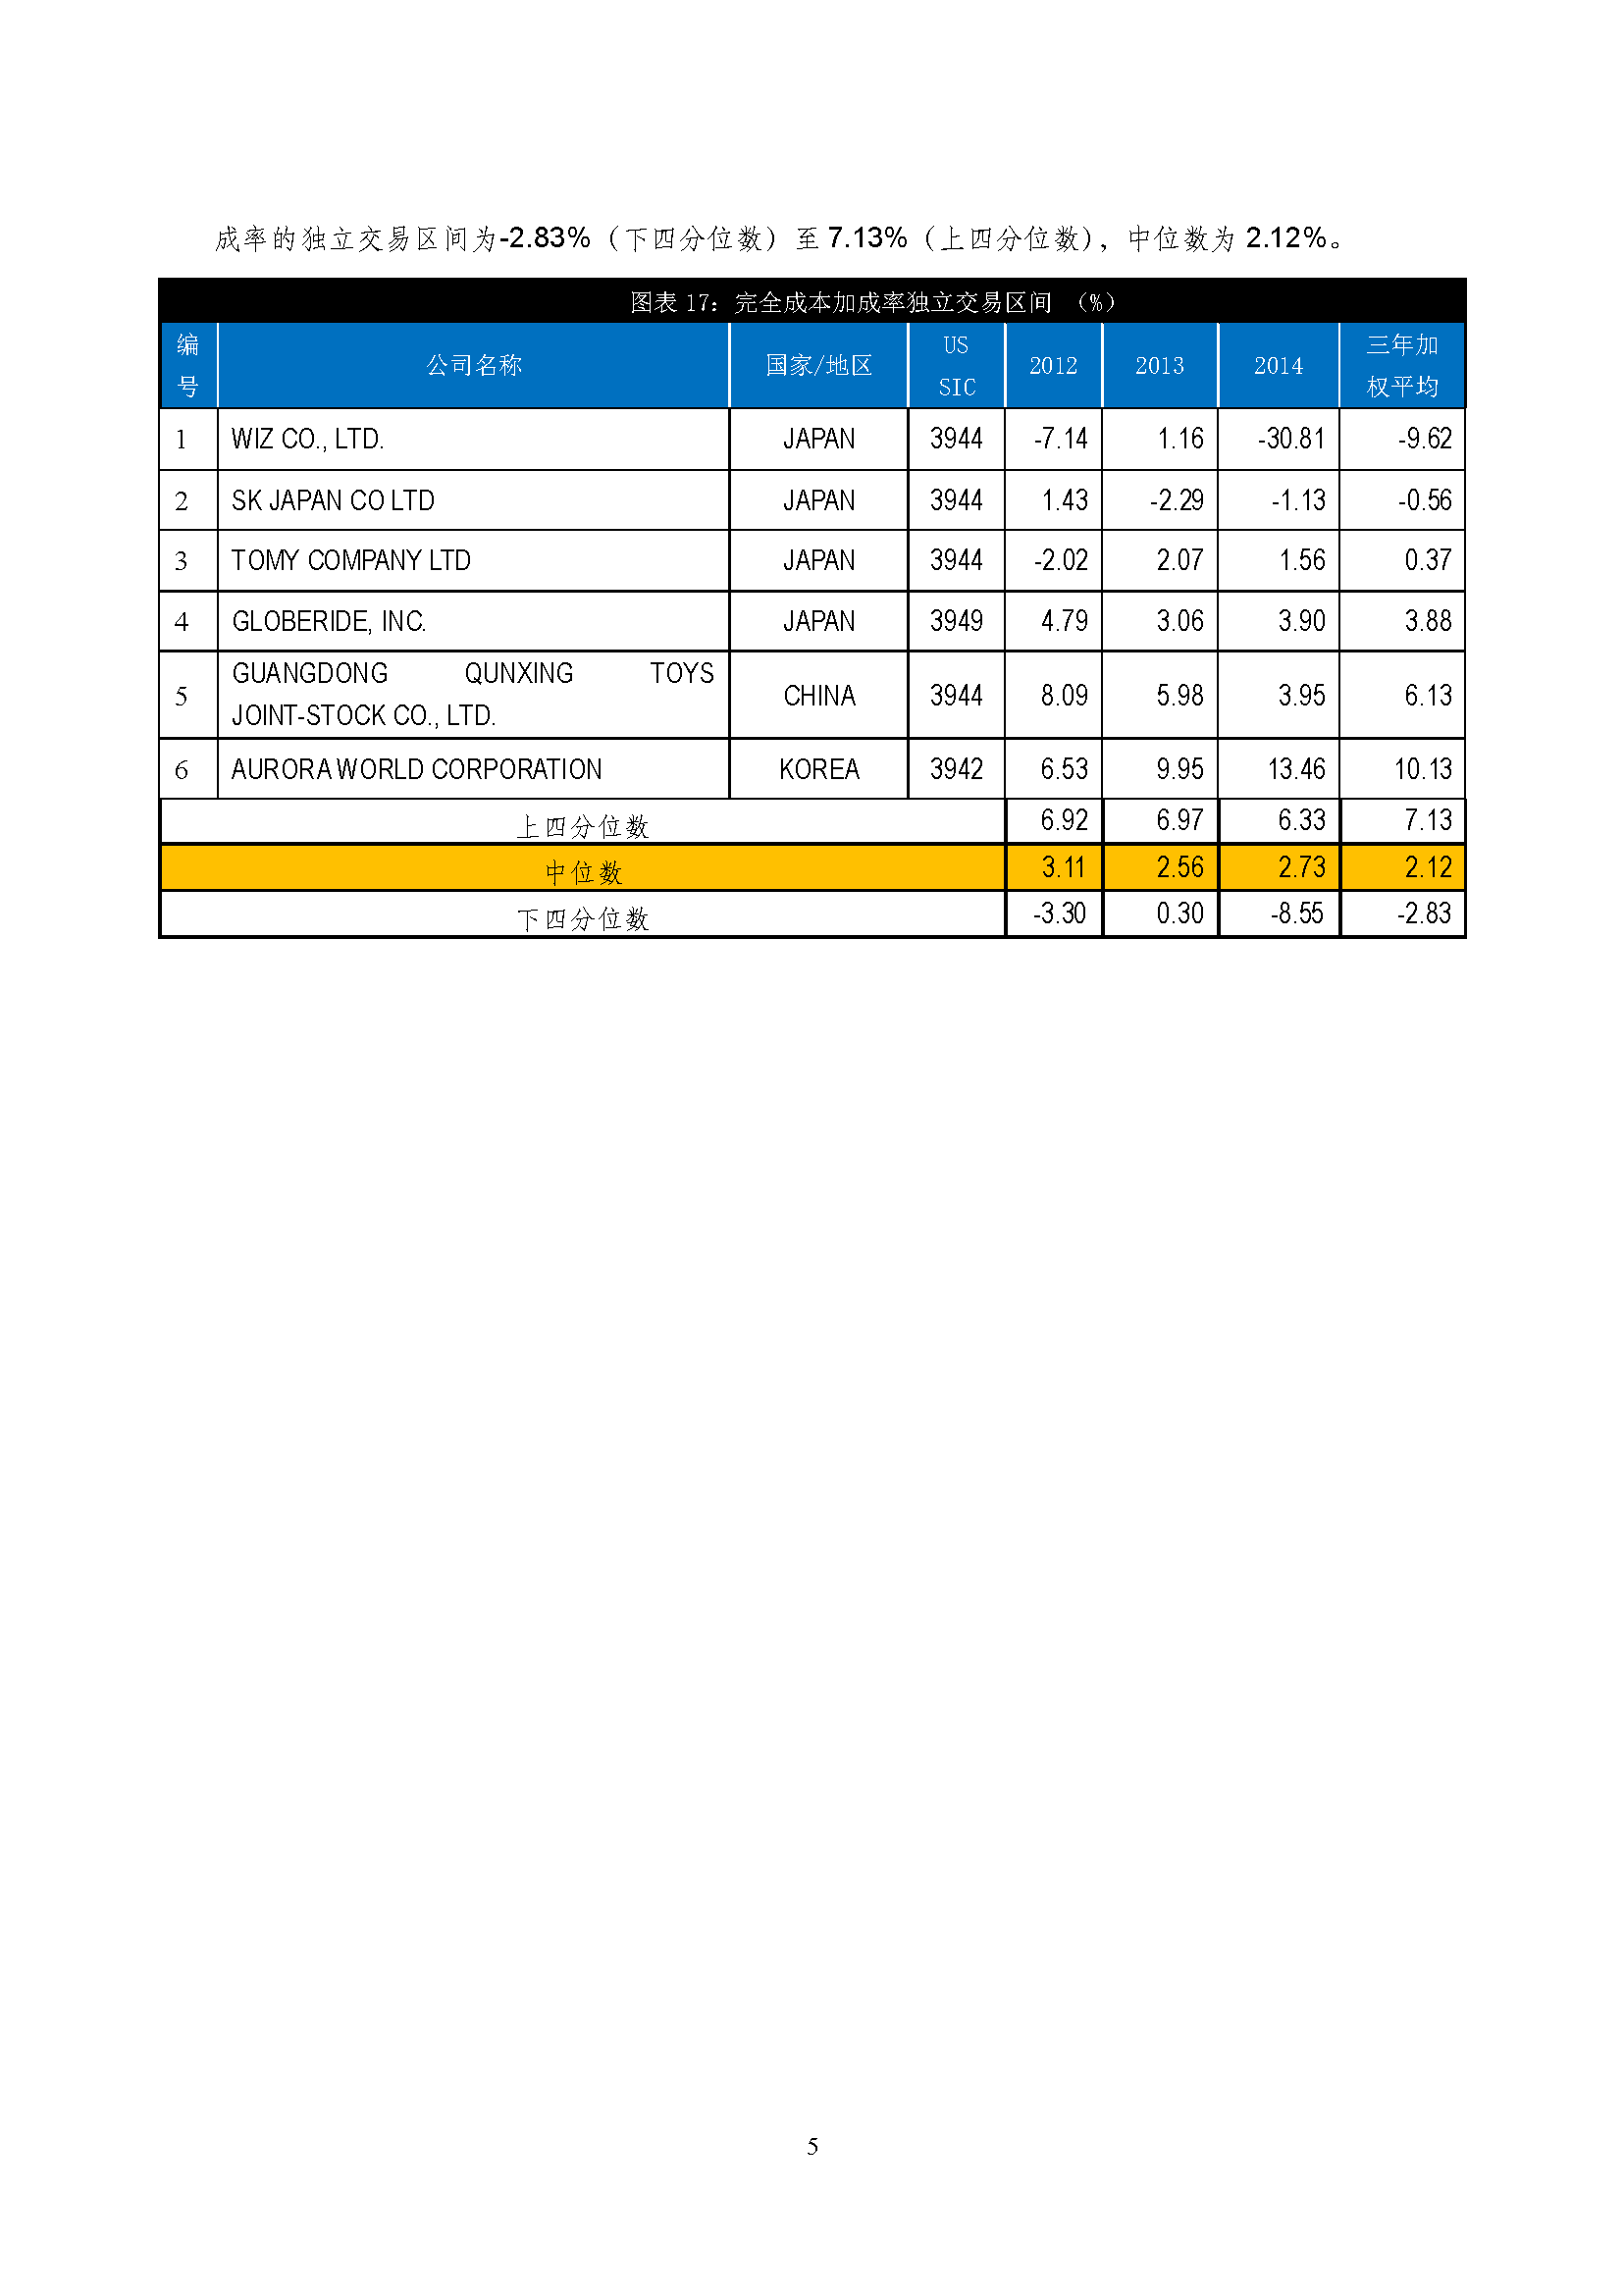 成率的独立交易区间为-2.83%（下四分位数）至 7.13%（上四分位数），中位数为 2.12%。
图表 17：完全成本加成率独立交易区间 （%）
编号 公司名称 国家/地区 US SIC 2012 2013 2014 三年加权平均
1 WIZ CO., LTD. JAPAN 3944 -7.14 1.16 -30.81 -9.62
2 SK JAPAN CO LTD JAPAN 3944 1.43 -2.29 -1.13 -0.56
3 TOMY COMPANY LTD JAPAN 3944 -2.02 2.07 1.56 0.37
4 GLOBERIDE, INC. JAPAN 3949 4.79 3.06 3.90 3.88
5 GUANGDONG QUNXING TOYS JOINT-STOCK CO., LTD. CHINA 3944 8.09 5.98 3.95 6.13
6 AURORA WORLD CORPORATION KOREA 3942 6.53 9.95 13.46 10.13
上四分位数 6.92 6.97 6.33 7.13
中位数 3.11 2.56 2.73 2.12
下四分位数 -3.30 0.30 -8.55 -2.83
5